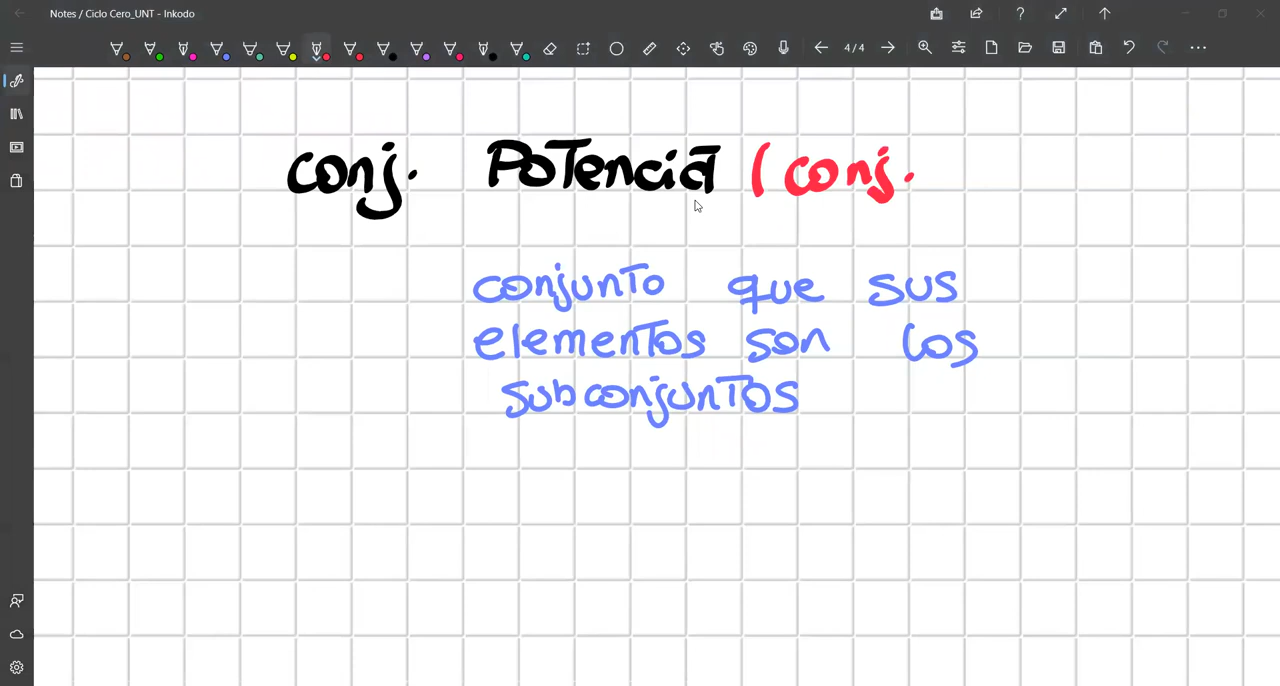 Notes / Ciclo Cero_UNT - Inkodo
4/4
conj. Potencia (conj.
conjunto que sus
elementos son los
subconjuntos